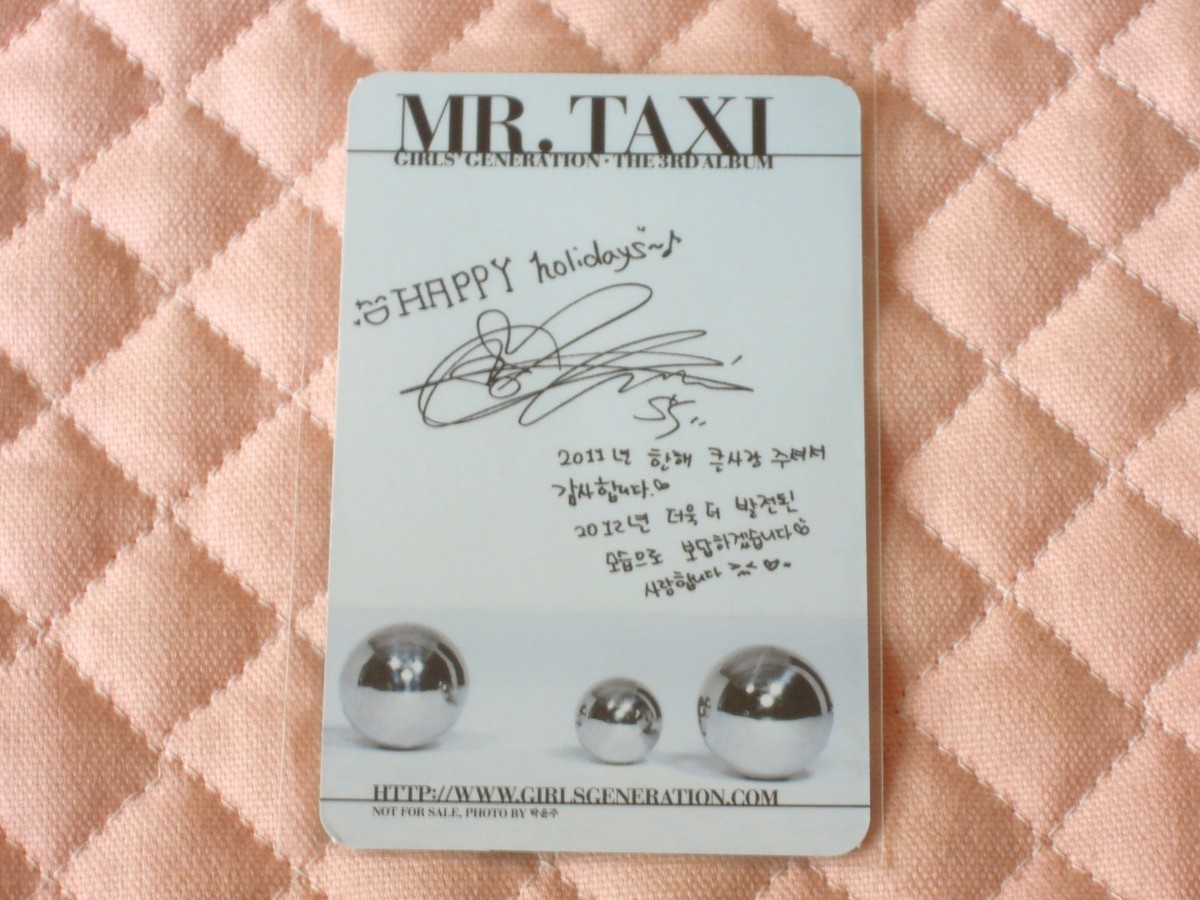 MR. TAXI
GIRLS' GENERATION · THE 3RD ALBUM
HAPPY holidays~♪
2011년 한해 큰사랑 주셔서
감사합니다.♡
2012년 더욱 더 발전된
모습으로 보답하겠습니다♡
사랑합니다 >.< ♡~
HTTP://WWW.GIRLSGENERATION.COM
NOT FOR SALE, PHOTO BY 박윤주